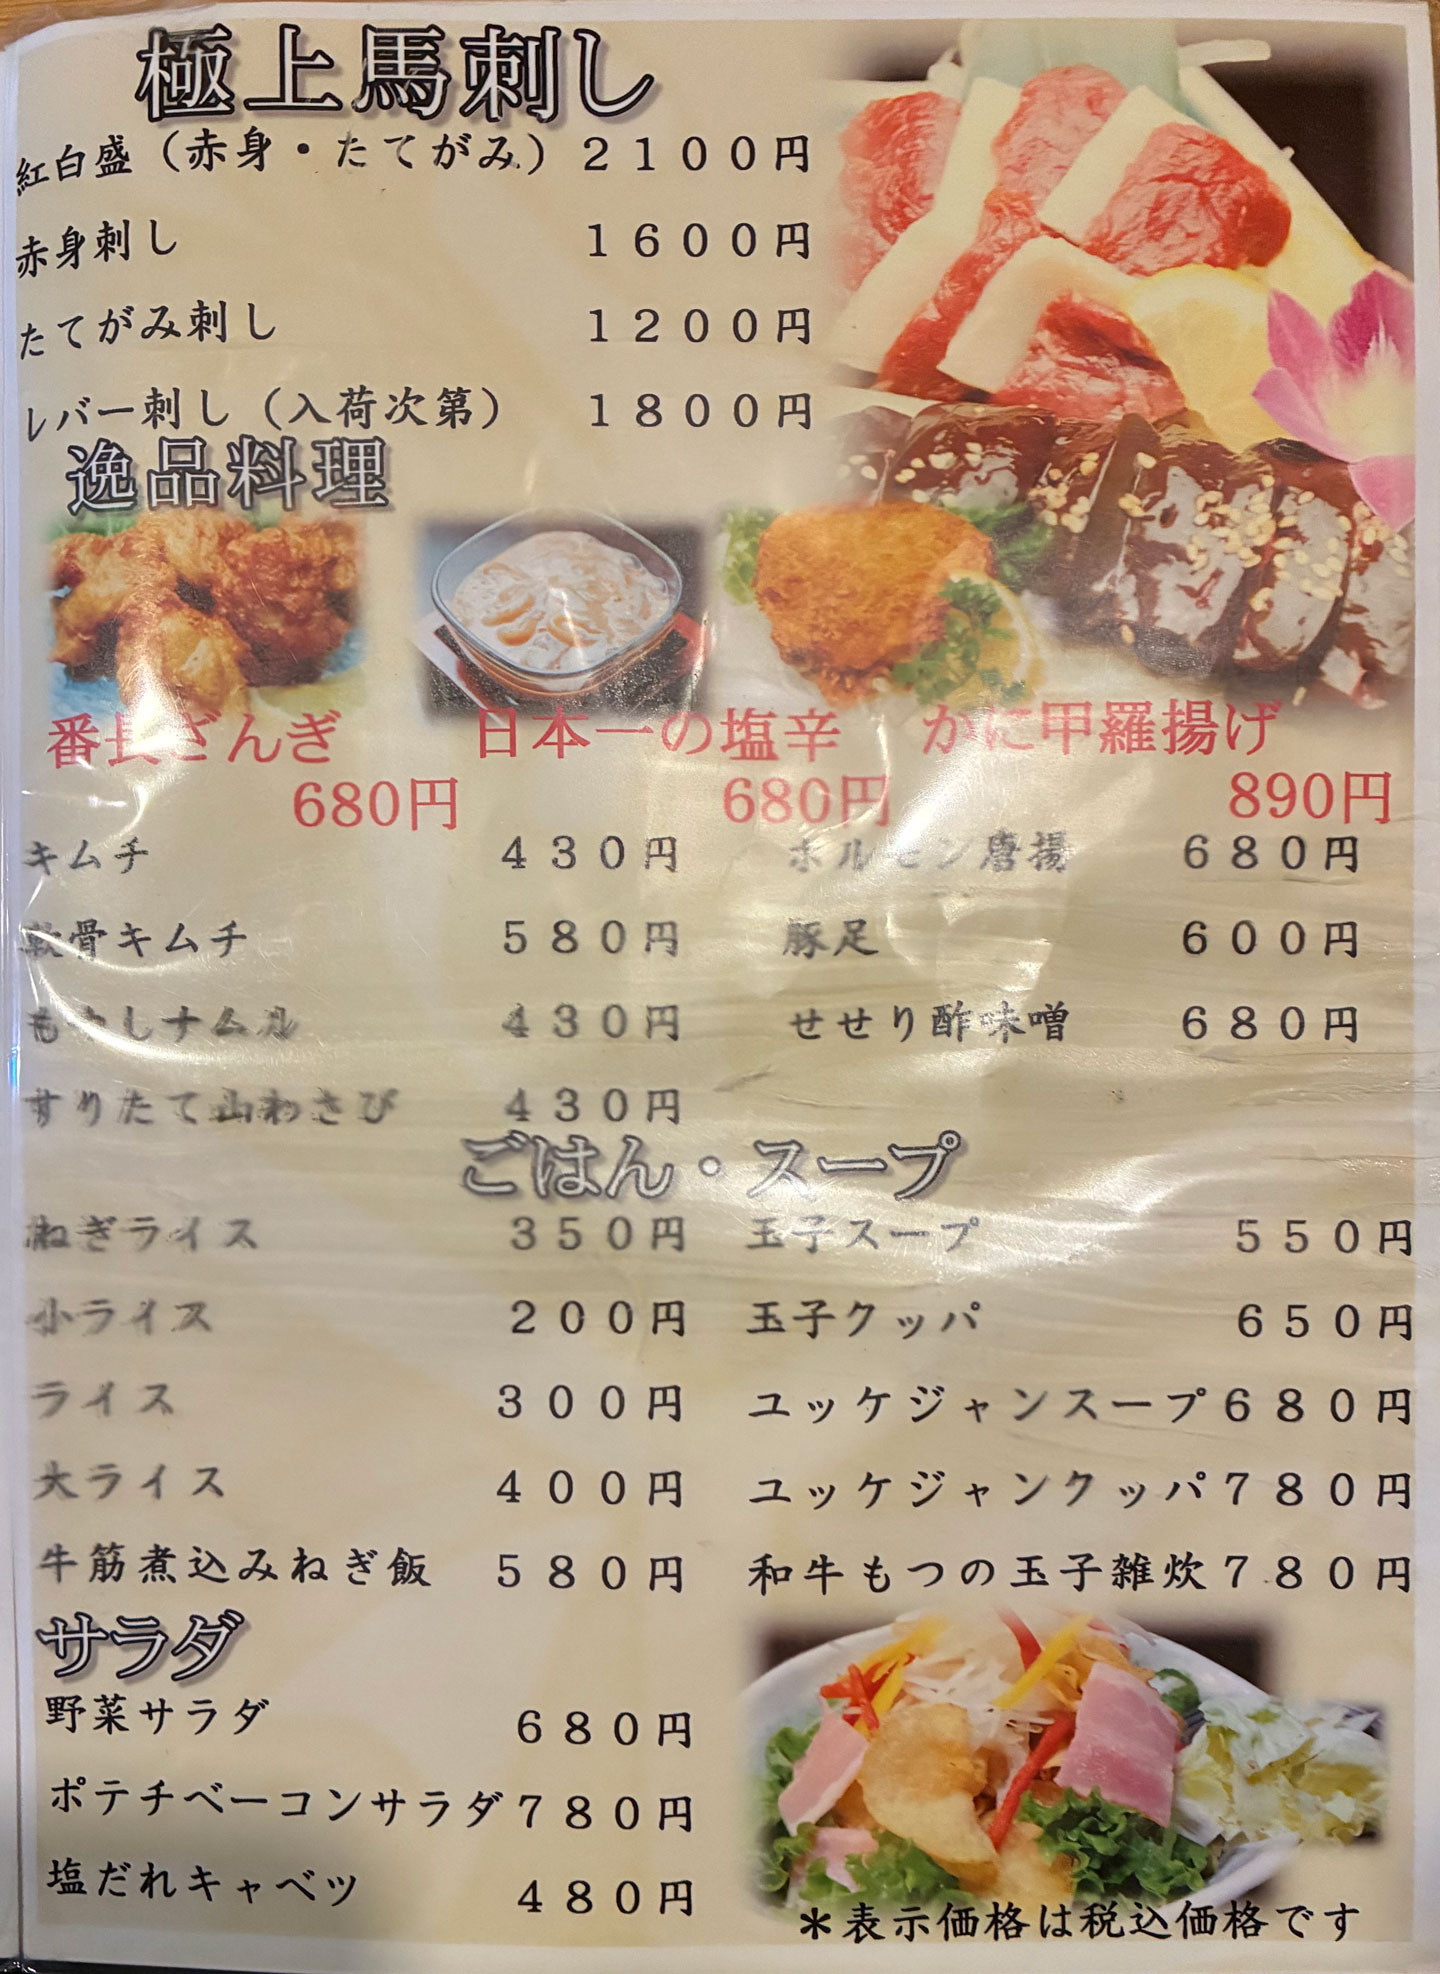 極上馬刺し
紅白盛（赤身・たてがみ）２１００円
赤身刺し １６００円
たてがみ刺し １２００円
レバー刺し（入荷次第） １８００円
逸品料理
番長ざんぎ 日本一の塩辛 かに甲羅揚げ
680円 680円 890円
キムチ ４３０円 ホルモン唐揚 ６８０円
軟骨キムチ ５８０円 豚足 ６００円
もやしナムル ４３０円 せせり酢味噌 ６８０円
すりたて山わさび ４３０円
ごはん・スープ
ねぎライス ３５０円 玉子スープ ５５０円
小ライス ２００円 玉子クッパ ６５０円
ライス ３００円 ユッケジャンスープ６８０円
大ライス ４００円 ユッケジャンクッパ７８０円
牛筋煮込みねぎ飯 ５８０円 和牛もつの玉子雑炊７８０円
サラダ
野菜サラダ ６８０円
ポテチベーコンサラダ７８０円
塩だれキャベツ ４８０円
＊表示価格は税込価格です